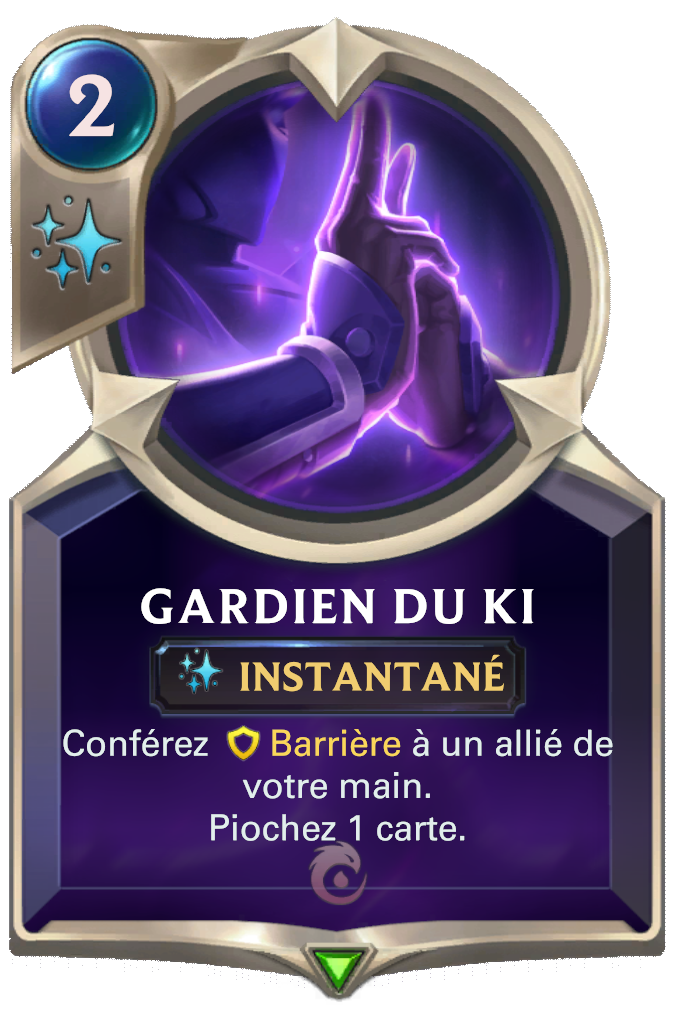 2
GARDIEN DU KI
INSTANTANÉ
Conférez Barrière à un allié de
votre main.
Piochez 1 carte.